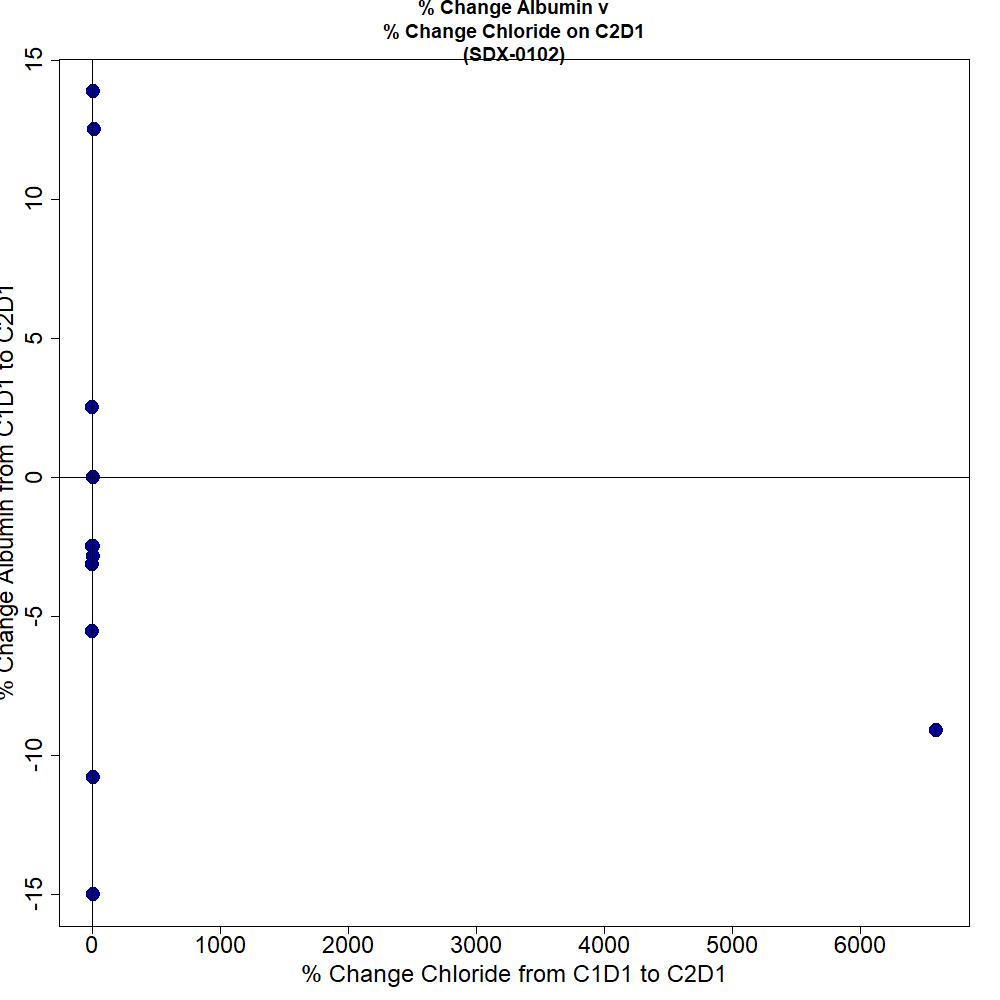 % Change Albumin v
% Change Chloride on C2D1
(SDX-0102)
% Change Albumin from C1D1 to C2D1
15
10
5
0
-5
-10
-15
0 1000 2000 3000 4000 5000 6000
% Change Chloride from C1D1 to C2D1